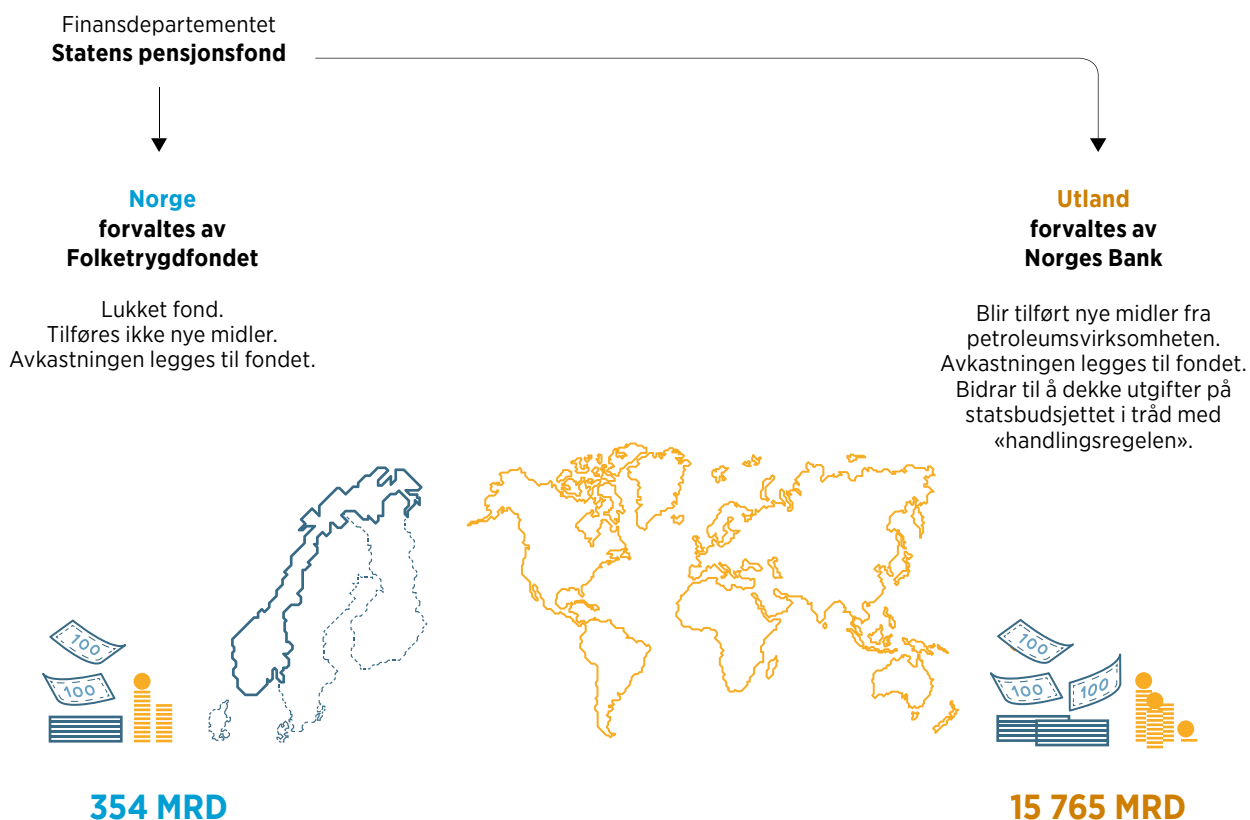 Finansdepartementet
Statens pensjonsfond
Norge
forvaltes av
Folketrygdfondet
Lukket fond.
Tilføres ikke nye midler.
Avkastningen legges til fondet.
Utland
forvaltes av
Norges Bank
Blir tilført nye midler fra
petroleumsvirksomheten.
Avkastningen legges til fondet.
Bidrar til å dekke utgifter på
statsbudsjettet i tråd med
«handlingsregelen».
100
100
100
100
100
354 MRD
15 765 MRD